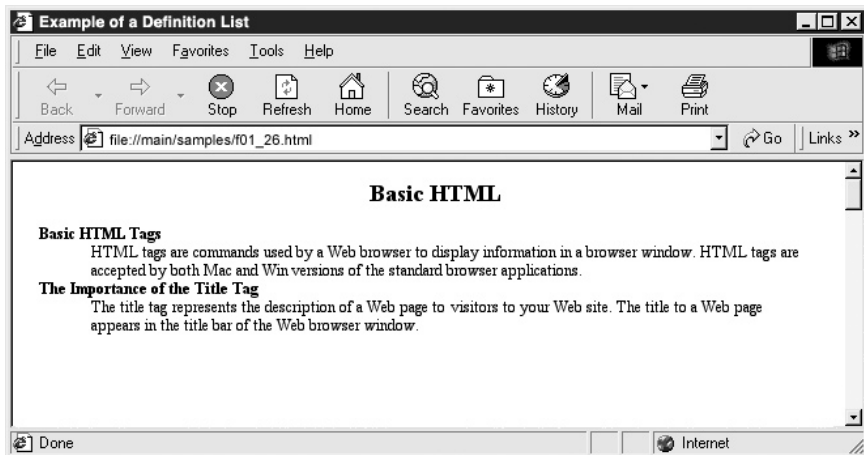 Example of a Definition List
File Edit View Favorites Tools Help
Back Forward Stop Refresh Home Search Favorites History Mail Print
Address file://main/samples/f01_26.html Go Links »
Basic HTML
Basic HTML Tags
HTML tags are commands used by a Web browser to display information in a browser window. HTML tags are
accepted by both Mac and Win versions of the standard browser applications.
The Importance of the Title Tag
The title tag represents the description of a Web page to visitors to your Web site. The title to a Web page
appears in the title bar of the Web browser window.
Done Internet